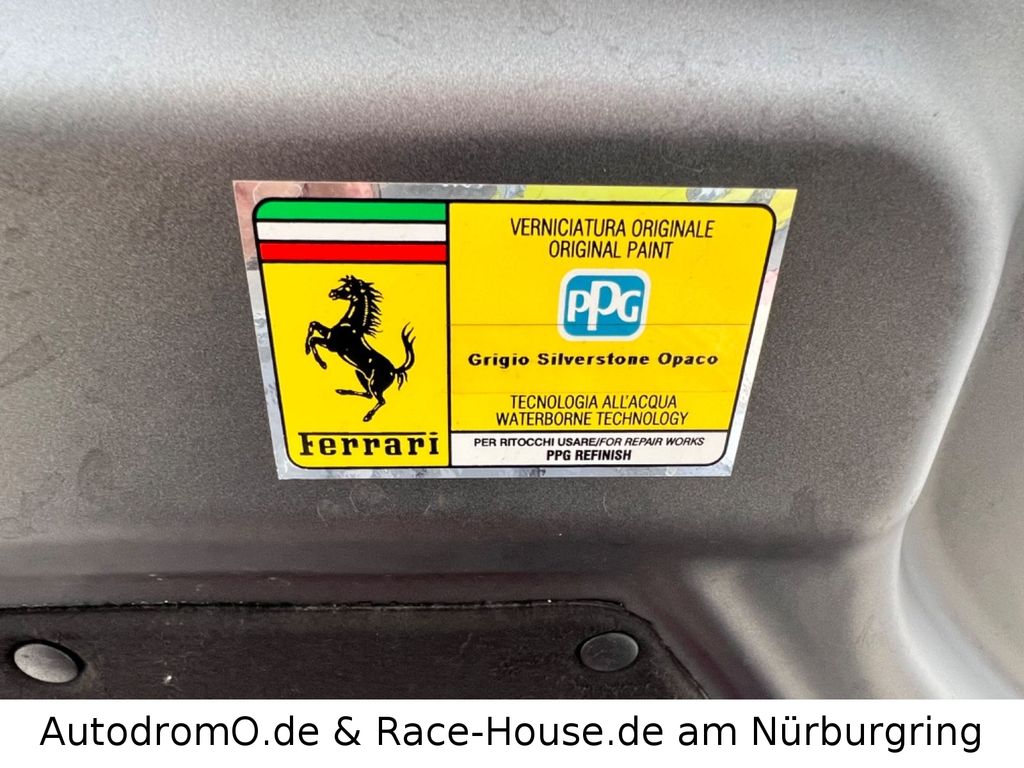 VERNICIATURA ORIGINALE
ORIGINAL PAINT
PPG
Grigio Silverstone Opaco
TECNOLOGIA ALL'ACQUA
WATERBORNE TECHNOLOGY
Ferrari
PER RITOCCHI USARE/FOR REPAIR WORKS
PPG REFINISH
AutodromO.de & Race-House.de am Nürburgring